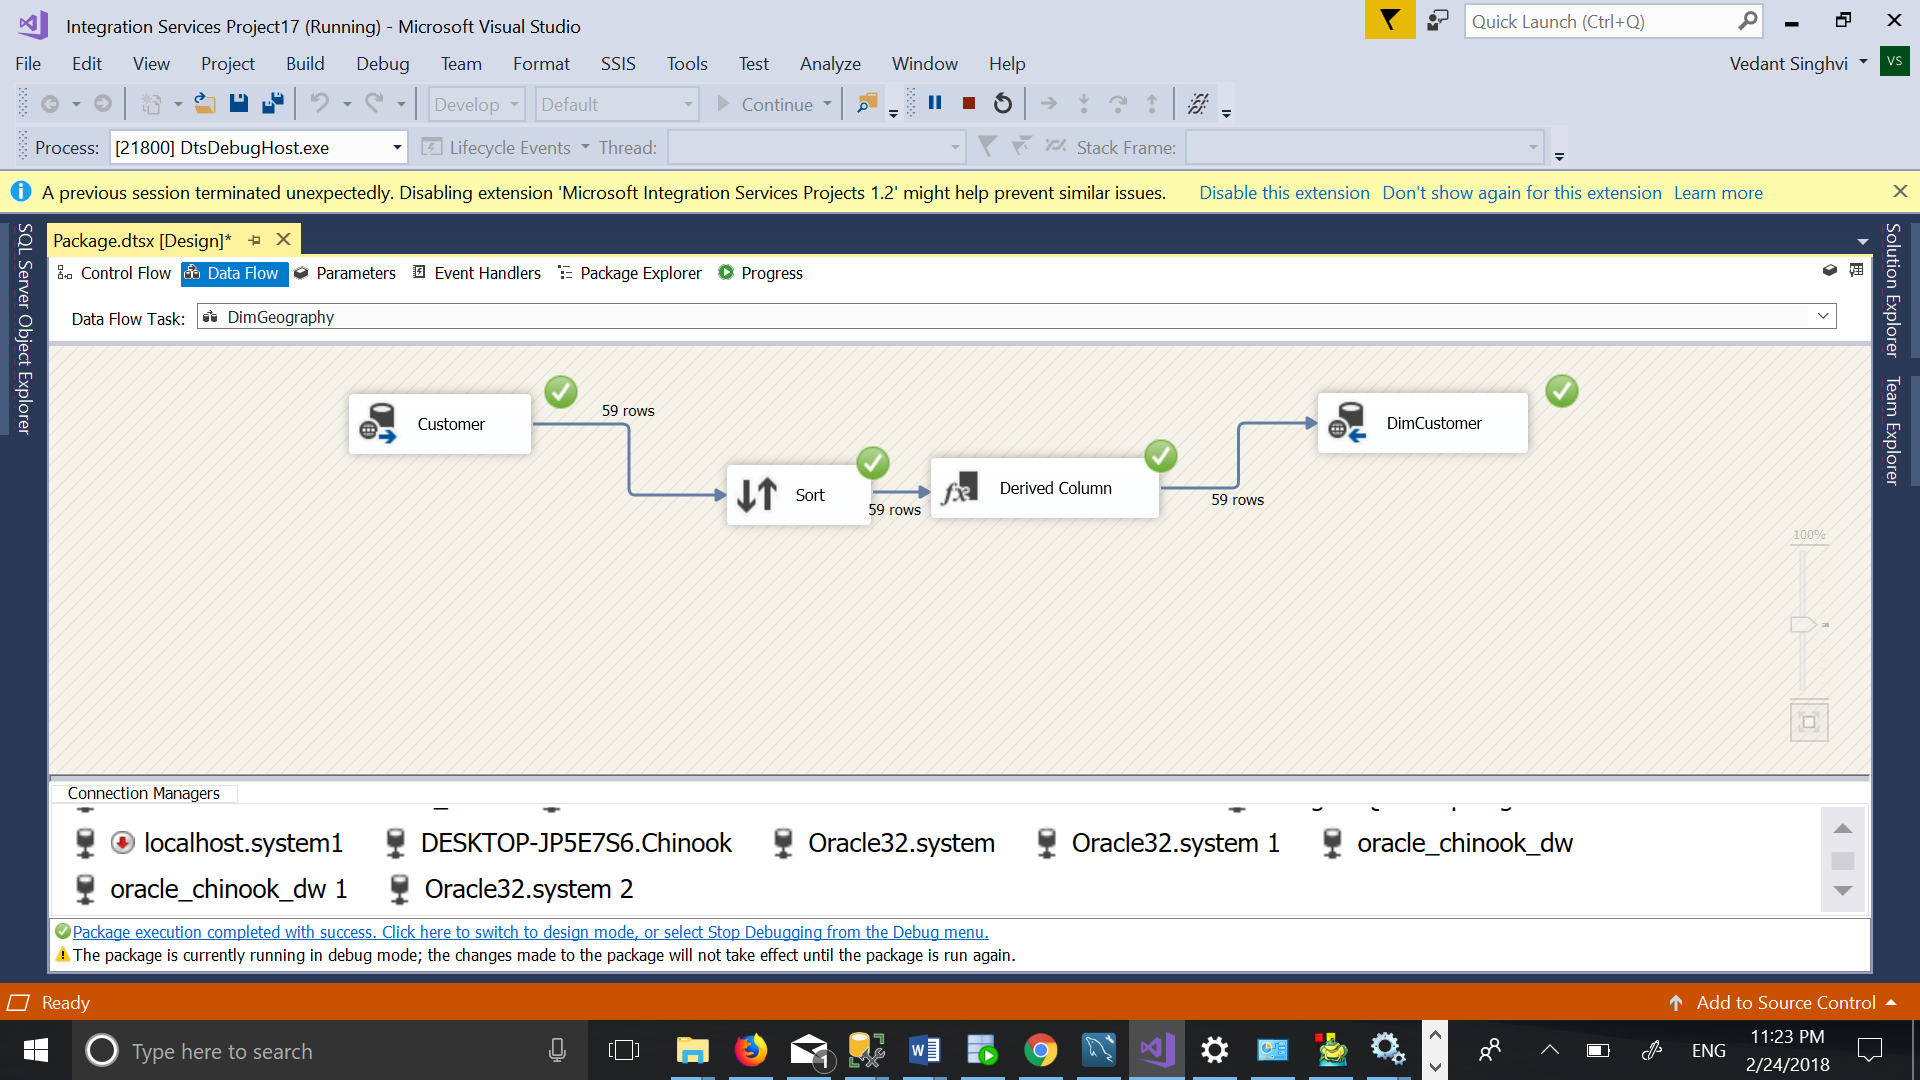 Integration Services Project17 (Running) - Microsoft Visual Studio
Quick Launch (Ctrl+Q)
File Edit View Project Build Debug Team Format SSIS Tools Test Analyze Window Help
Vedant Singhvi VS
Develop Default Continue
Process: [21800] DtsDebugHost.exe Lifecycle Events Thread: Stack Frame:
A previous session terminated unexpectedly. Disabling extension 'Microsoft Integration Services Projects 1.2' might help prevent similar issues. Disable this extension Don't show again for this extension Learn more
SQL Server Object Explorer
Package.dtsx [Design]*
Solution Explorer
Team Explorer
Control Flow Data Flow Parameters Event Handlers Package Explorer Progress
Data Flow Task: DimGeography
Customer
59 rows
Sort
59 rows
Derived Column
59 rows
DimCustomer
100%
Connection Managers
localhost.system1 DESKTOP-JP5E7S6.Chinook Oracle32.system Oracle32.system 1 oracle_chinook_dw
oracle_chinook_dw 1 Oracle32.system 2
Package execution completed with success. Click here to switch to design mode, or select Stop Debugging from the Debug menu.
The package is currently running in debug mode; the changes made to the package will not take effect until the package is run again.
Ready
Add to Source Control
Type here to search
1
ENG
11:23 PM
2/24/2018